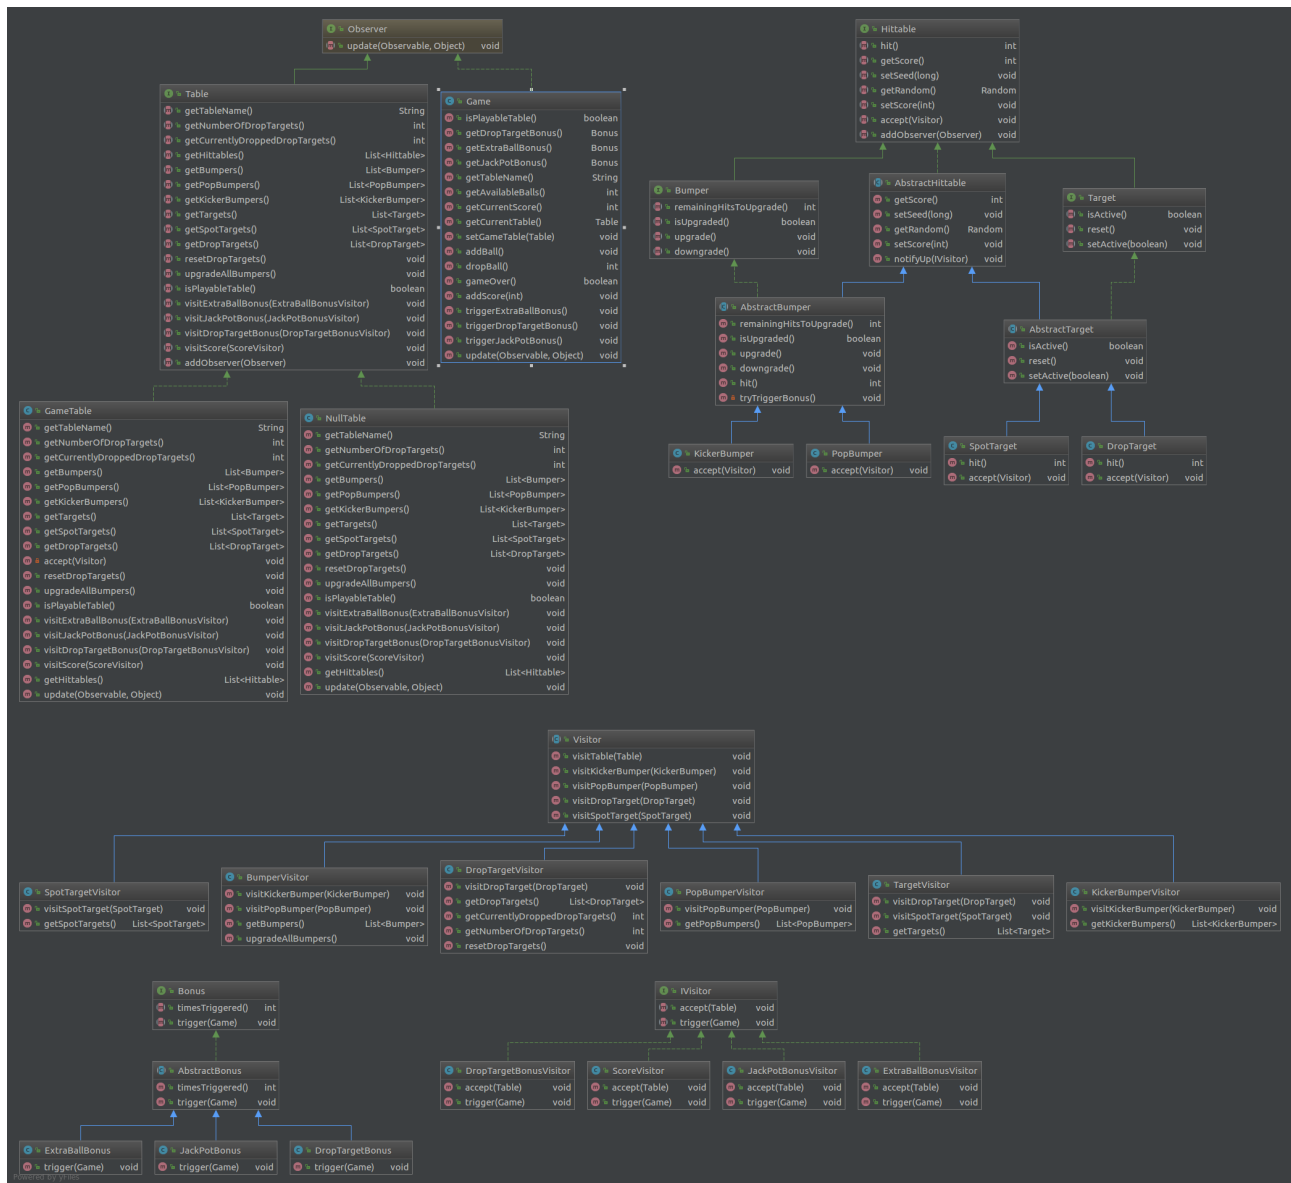 Observer
update(Observable, Object) void
Table
getTableName() String
getNumberOfDropTargets() int
getCurrentlyDroppedDropTargets() int
getHittables() List<Hittable>
getBumpers() List<Bumper>
getPopBumpers() List<PopBumper>
getKickerBumpers() List<KickerBumper>
getTargets() List<Target>
getSpotTargets() List<SpotTarget>
getDropTargets() List<DropTarget>
resetDropTargets() void
upgradeAllBumpers() void
isPlayableTable() boolean
visitExtraBallBonus(ExtraBallBonusVisitor) void
visitJackPotBonus(JackPotBonusVisitor) void
visitDropTargetBonus(DropTargetBonusVisitor) void
visitScore(ScoreVisitor) void
addObserver(Observer) void
Game
isPlayableTable() boolean
getDropTargetBonus() Bonus
getExtraBallBonus() Bonus
getJackPotBonus() Bonus
getTableName() String
getAvailableBalls() int
getCurrentScore() int
getCurrentTable() Table
setGameTable(Table) void
addBall() void
dropBall() int
gameOver() boolean
addScore(int) void
triggerExtraBallBonus() void
triggerDropTargetBonus() void
triggerJackPotBonus() void
update(Observable, Object) void
Hittable
hit() int
getScore() int
setSeed(long) void
getRandom() Random
setScore(int) void
accept(Visitor) void
addObserver(Observer) void
Bumper
remainingHitsToUpgrade() int
isUpgraded() boolean
upgrade() void
downgrade() void
AbstractHittable
getScore() int
setSeed(long) void
getRandom() Random
setScore(int) void
notifyUp(IVisitor) void
Target
isActive() boolean
reset() void
setActive(boolean) void
AbstractBumper
remainingHitsToUpgrade() int
isUpgraded() boolean
upgrade() void
downgrade() void
hit() int
tryTriggerBonus() void
AbstractTarget
isActive() boolean
reset() void
setActive(boolean) void
KickerBumper
accept(Visitor) void
PopBumper
accept(Visitor) void
SpotTarget
hit() int
accept(Visitor) void
DropTarget
hit() int
accept(Visitor) void
GameTable
getTableName() String
getNumberOfDropTargets() int
getCurrentlyDroppedDropTargets() int
getBumpers() List<Bumper>
getPopBumpers() List<PopBumper>
getKickerBumpers() List<KickerBumper>
getTargets() List<Target>
getSpotTargets() List<SpotTarget>
getDropTargets() List<DropTarget>
accept(Visitor) void
resetDropTargets() void
upgradeAllBumpers() void
isPlayableTable() boolean
visitExtraBallBonus(ExtraBallBonusVisitor) void
visitJackPotBonus(JackPotBonusVisitor) void
visitDropTargetBonus(DropTargetBonusVisitor) void
visitScore(ScoreVisitor) void
getHittables() List<Hittable>
update(Observable, Object) void
NullTable
getTableName() String
getNumberOfDropTargets() int
getCurrentlyDroppedDropTargets() int
getBumpers() List<Bumper>
getPopBumpers() List<PopBumper>
getKickerBumpers() List<KickerBumper>
getTargets() List<Target>
getSpotTargets() List<SpotTarget>
getDropTargets() List<DropTarget>
resetDropTargets() void
upgradeAllBumpers() void
isPlayableTable() boolean
visitExtraBallBonus(ExtraBallBonusVisitor) void
visitJackPotBonus(JackPotBonusVisitor) void
visitDropTargetBonus(DropTargetBonusVisitor) void
visitScore(ScoreVisitor) void
getHittables() List<Hittable>
update(Observable, Object) void
Visitor
visitTable(Table) void
visitKickerBumper(KickerBumper) void
visitPopBumper(PopBumper) void
visitDropTarget(DropTarget) void
visitSpotTarget(SpotTarget) void
SpotTargetVisitor
visitSpotTarget(SpotTarget) void
getSpotTargets() List<SpotTarget>
BumperVisitor
visitKickerBumper(KickerBumper) void
visitPopBumper(PopBumper) void
getBumpers() List<Bumper>
upgradeAllBumpers() void
DropTargetVisitor
visitDropTarget(DropTarget) void
getDropTargets() List<DropTarget>
getCurrentlyDroppedDropTargets() int
getNumberOfDropTargets() int
resetDropTargets() void
PopBumperVisitor
visitPopBumper(PopBumper) void
getPopBumpers() List<PopBumper>
TargetVisitor
visitDropTarget(DropTarget) void
visitSpotTarget(SpotTarget) void
getTargets() List<Target>
KickerBumperVisitor
visitKickerBumper(KickerBumper) void
getKickerBumpers() List<KickerBumper>
Bonus
timesTriggered() int
trigger(Game) void
AbstractBonus
timesTriggered() int
trigger(Game) void
ExtraBallBonus
trigger(Game) void
JackPotBonus
trigger(Game) void
DropTargetBonus
trigger(Game) void
IVisitor
accept(Table) void
trigger(Game) void
DropTargetBonusVisitor
accept(Table) void
trigger(Game) void
ScoreVisitor
accept(Table) void
trigger(Game) void
JackPotBonusVisitor
accept(Table) void
trigger(Game) void
ExtraBallBonusVisitor
accept(Table) void
trigger(Game) void
Powered by yFiles